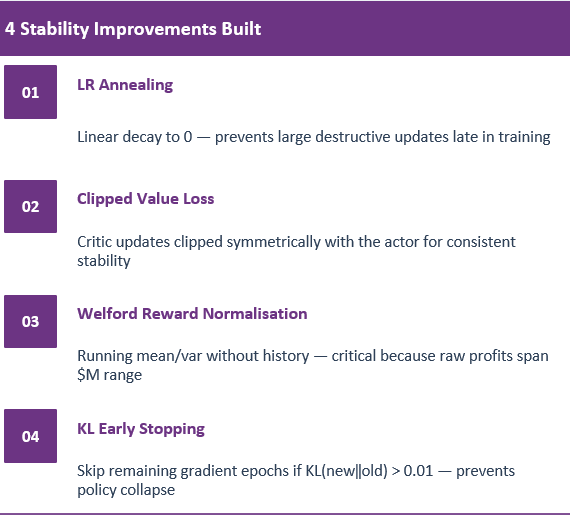 4 Stability Improvements Built
01
LR Annealing
Linear decay to 0 — prevents large destructive updates late in training
02
Clipped Value Loss
Critic updates clipped symmetrically with the actor for consistent
stability
03
Welford Reward Normalisation
Running mean/var without history — critical because raw profits span
$M range
04
KL Early Stopping
Skip remaining gradient epochs if KL(new‖old) > 0.01 — prevents
policy collapse